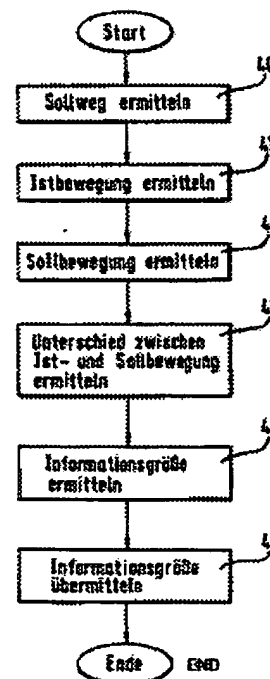 Start
Sollweg ermitteln
Istbewegung ermitteln
Sollbewegung ermitteln
Unterschied zwischen
Ist- und Sollbewegung
ermitteln
Informationsgröße
ermitteln
Informationsgröße
übermitteln
Ende END